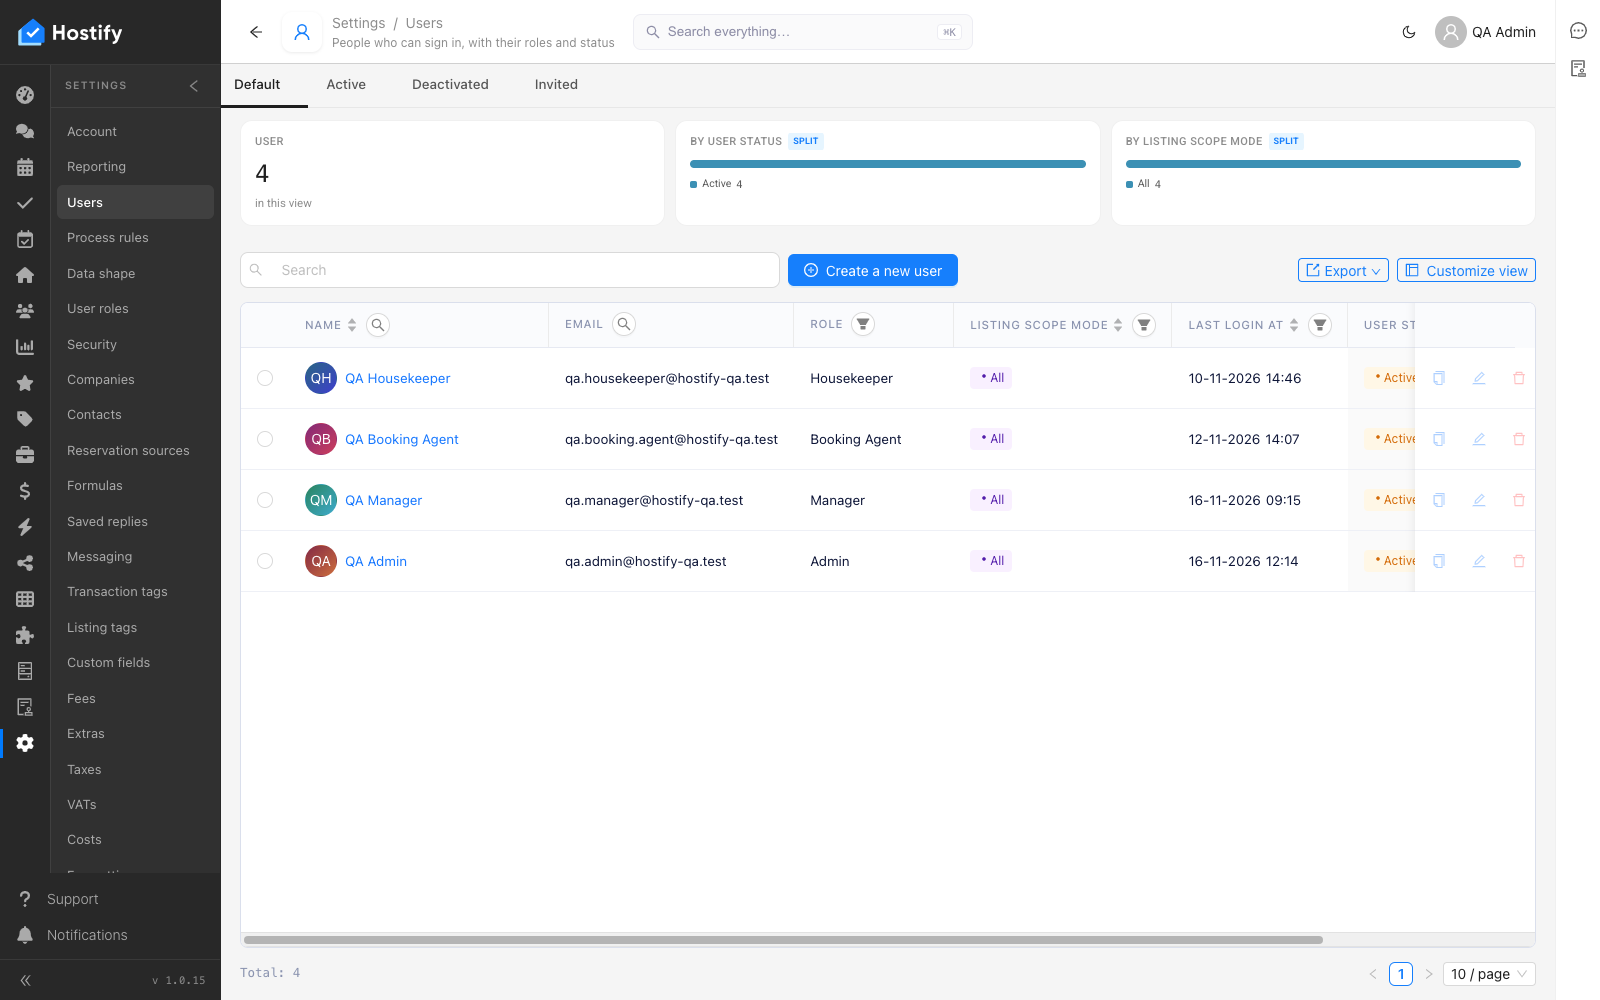 Hostify
Settings / Users
People who can sign in, with their roles and status
Search everything...
⌘K
QA Admin
SETTINGS
Account
Reporting
Users
Process rules
Data shape
User roles
Security
Companies
Contacts
Reservation sources
Formulas
Saved replies
Messaging
Transaction tags
Listing tags
Custom fields
Fees
Extras
Taxes
VATs
Costs
Support
Notifications
v 1.0.15
Default Active Deactivated Invited
USER
4
in this view
BY USER STATUS SPLIT
Active 4
BY LISTING SCOPE MODE SPLIT
All 4
Search
Create a new user
Export
Customize view
NAME EMAIL ROLE LISTING SCOPE MODE LAST LOGIN AT USER ST
QH QA Housekeeper qa.housekeeper@hostify-qa.test Housekeeper All 10-11-2026 14:46 Active
QB QA Booking Agent qa.booking.agent@hostify-qa.test Booking Agent All 12-11-2026 14:07 Active
QM QA Manager qa.manager@hostify-qa.test Manager All 16-11-2026 09:15 Active
QA QA Admin qa.admin@hostify-qa.test Admin All 16-11-2026 12:14 Active
Total: 4
1
10 / page